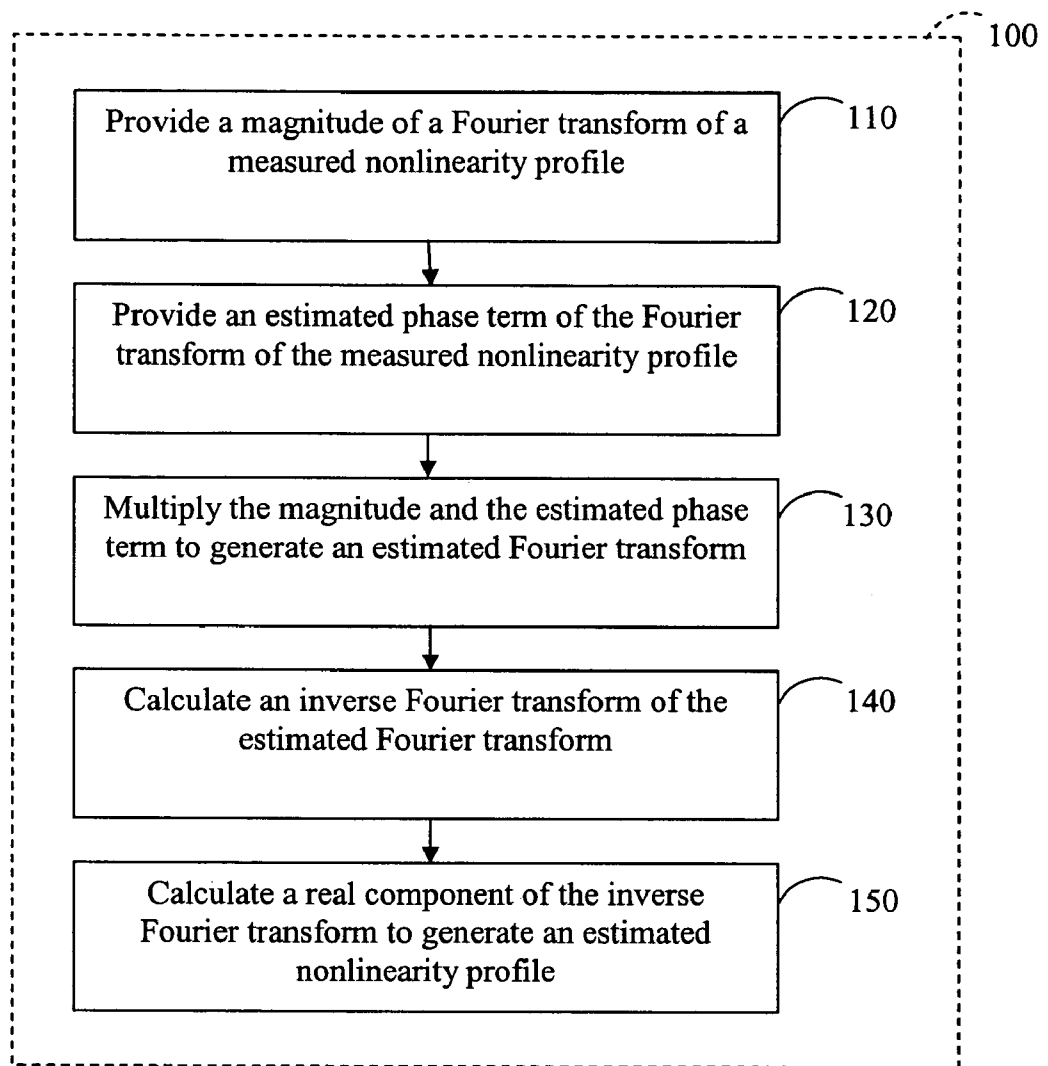 100
Provide a magnitude of a Fourier transform of a
measured nonlinearity profile
110
Provide an estimated phase term of the Fourier
transform of the measured nonlinearity profile
120
Multiply the magnitude and the estimated phase
term to generate an estimated Fourier transform
130
Calculate an inverse Fourier transform of the
estimated Fourier transform
140
Calculate a real component of the inverse
Fourier transform to generate an estimated
nonlinearity profile
150